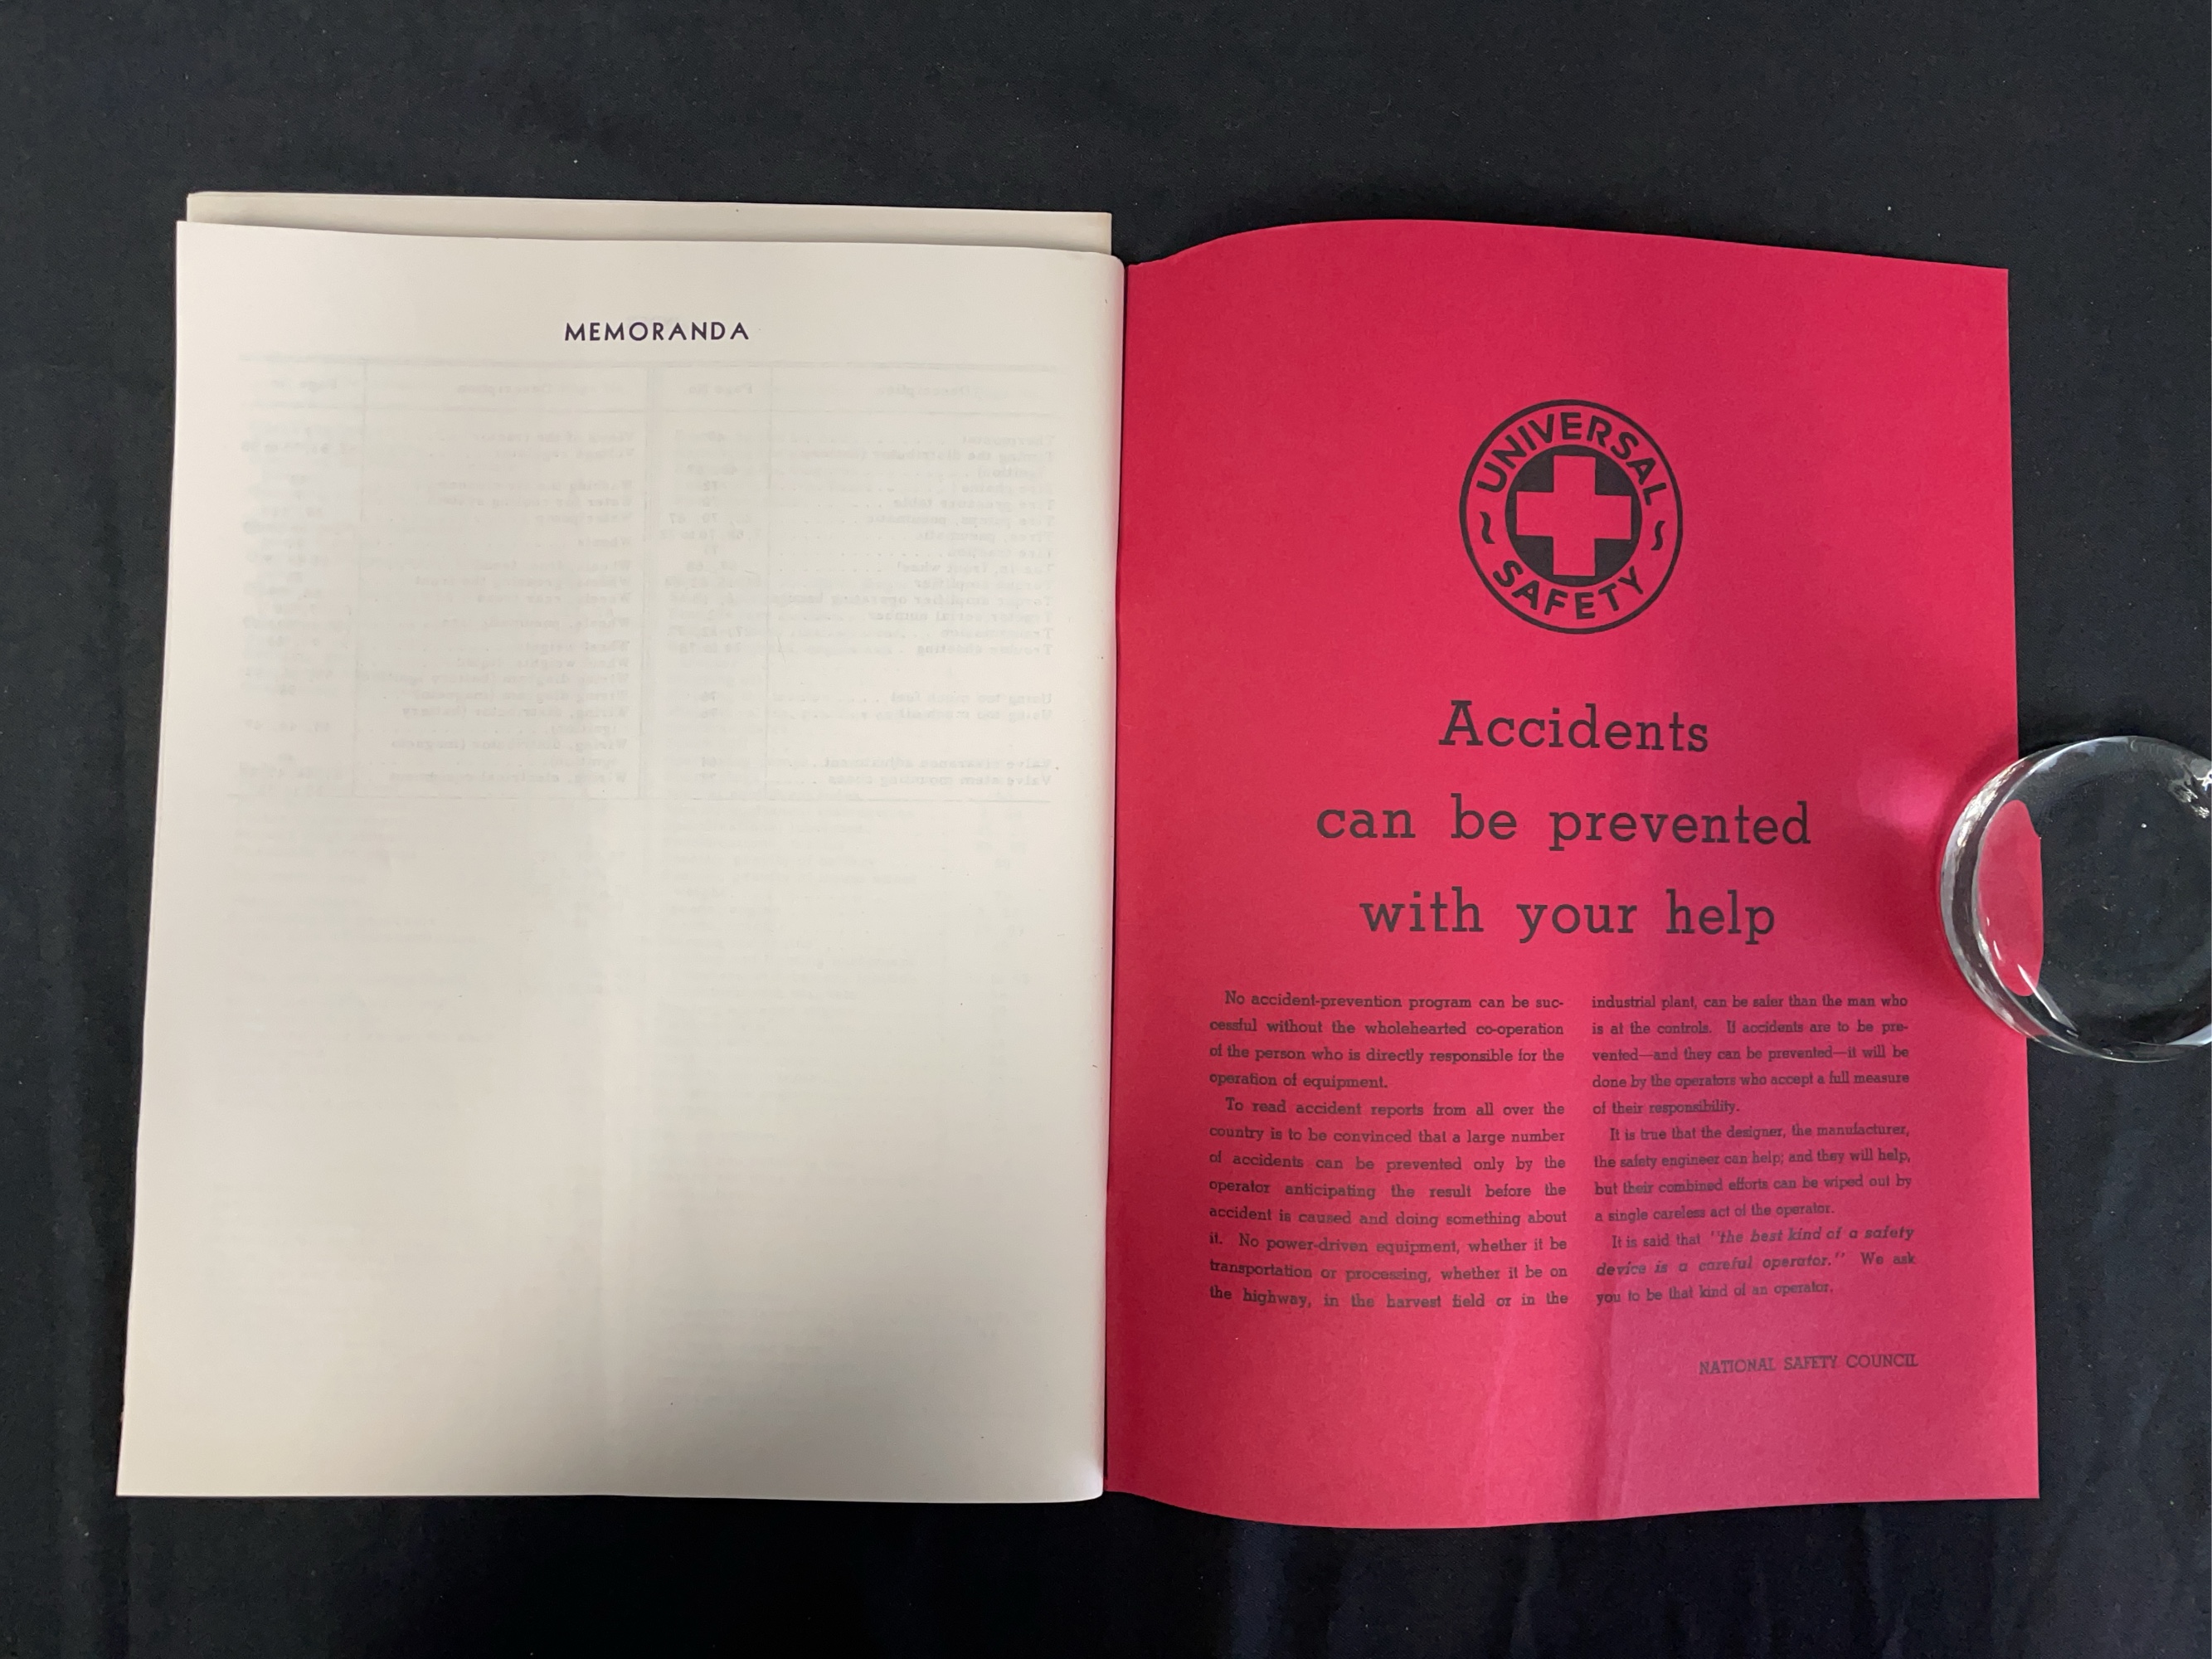 MEMORANDA
UNIVERSAL
SAFETY
Accidents
can be prevented
with your help
No accident-prevention program can be suc-
cessful without the wholehearted co-operation
of the person who is directly responsible for the
operation of equipment.
To read accident reports from all over the
country is to be convinced that a large number
of accidents can be prevented only by the
operator anticipating the result before the
accident is caused and doing something about
it. No power-driven equipment, whether it be
transportation or processing, whether it be on
the highway, in the harvest field or in the
industrial plant, can be safer than the man who
is at the controls. If accidents are to be pre-
vented—and they can be prevented—it will be
done by the operators who accept a full measure
of their responsibility.
It is true that the designer, the manufacturer,
the safety engineer can help; and they will help,
but their combined efforts can be wiped out by
a single careless act of the operator.
It is said that "the best kind of a safety
device is a careful operator." We ask
you to be that kind of an operator.
NATIONAL SAFETY COUNCIL